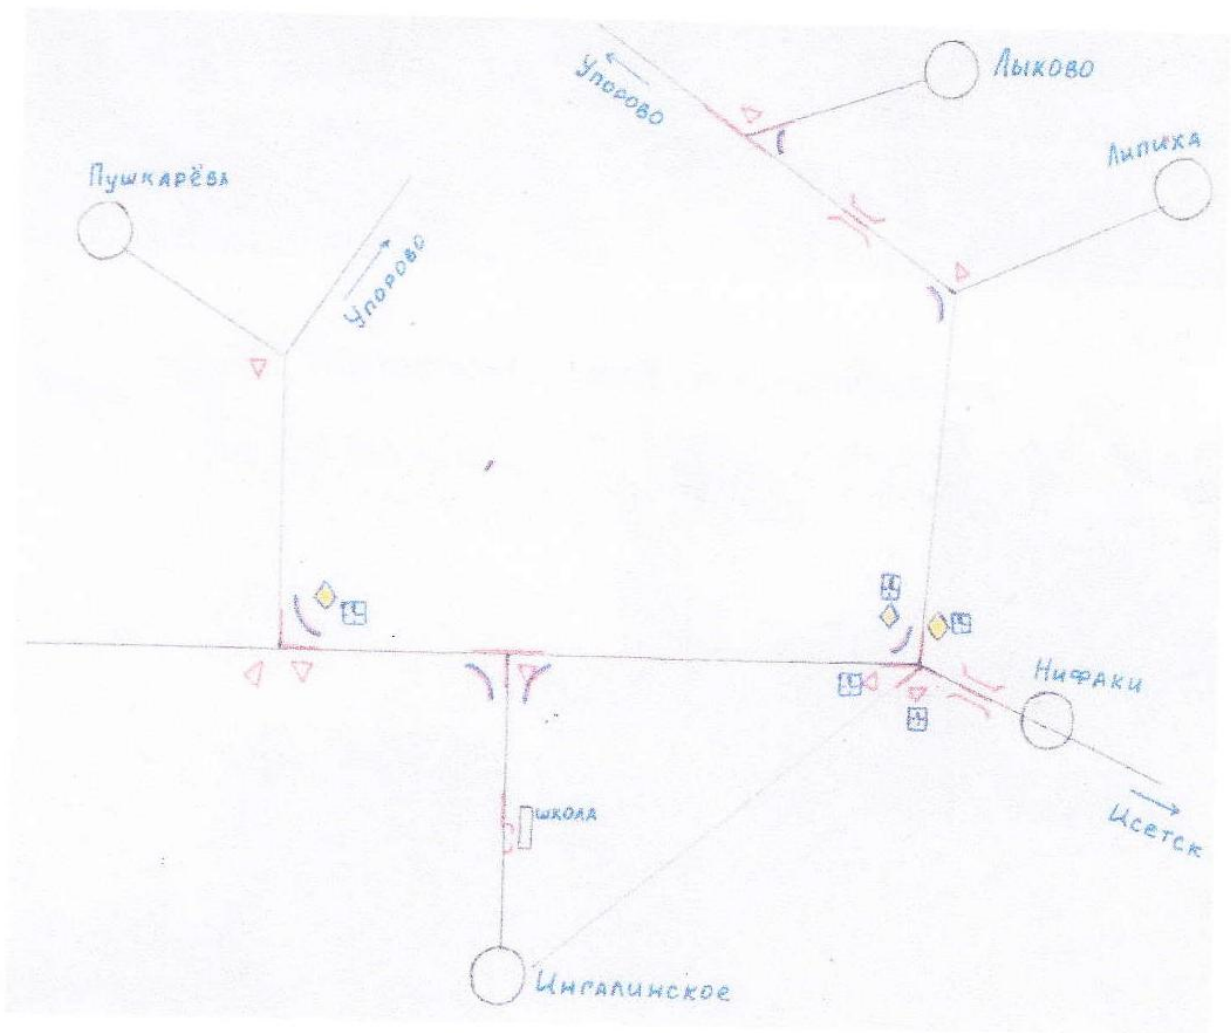 Лыково
Упорово
Липиха
Пушкарёва
Упорово
Нифаки
школа
Исетск
Ингалинское